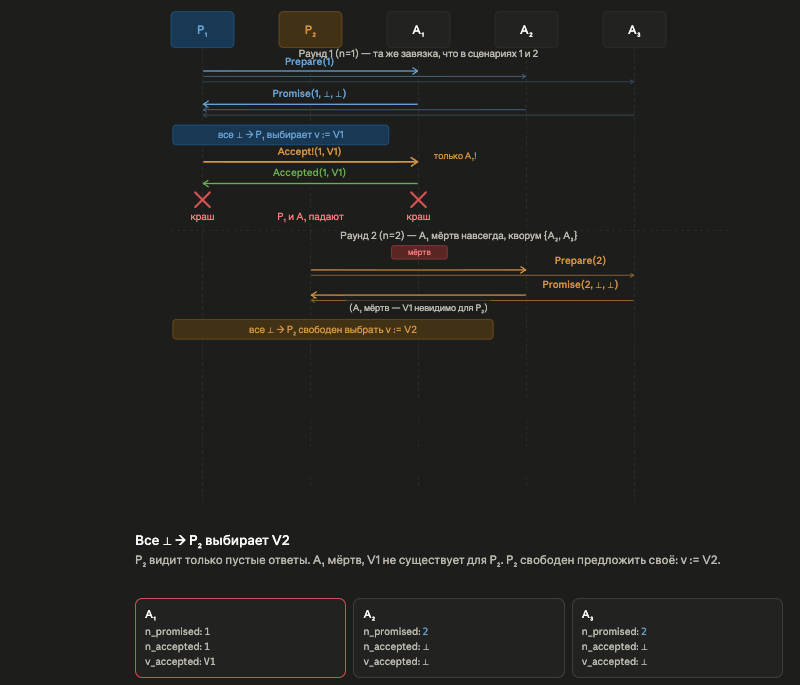 P₁ P₂ A₁ A₂ A₃
Раунд 1 (n=1) — та же завязка, что в сценариях 1 и 2
Prepare(1)
Promise(1, ⊥, ⊥)
все ⊥ → P₁ выбирает v := V1
Accept!(1, V1)
только A₁!
Accepted(1, V1)
краш
P₁ и A₁ падают
краш
Раунд 2 (n=2) — A₁ мёртв навсегда, кворум {A₂, A₃}
мёртв
Prepare(2)
Promise(2, ⊥, ⊥)
(A₁ мёртв — V1 невидимо для P₂)
все ⊥ → P₂ свободен выбрать v := V2
Все ⊥ → P₂ выбирает V2
P₂ видит только пустые ответы. A₁ мёртв, V1 не существует для P₂. P₂ свободен предложить своё: v := V2.
A₁
n_promised: 1
n_accepted: 1
v_accepted: V1
A₂
n_promised: 2
n_accepted: ⊥
v_accepted: ⊥
A₃
n_promised: 2
n_accepted: ⊥
v_accepted: ⊥